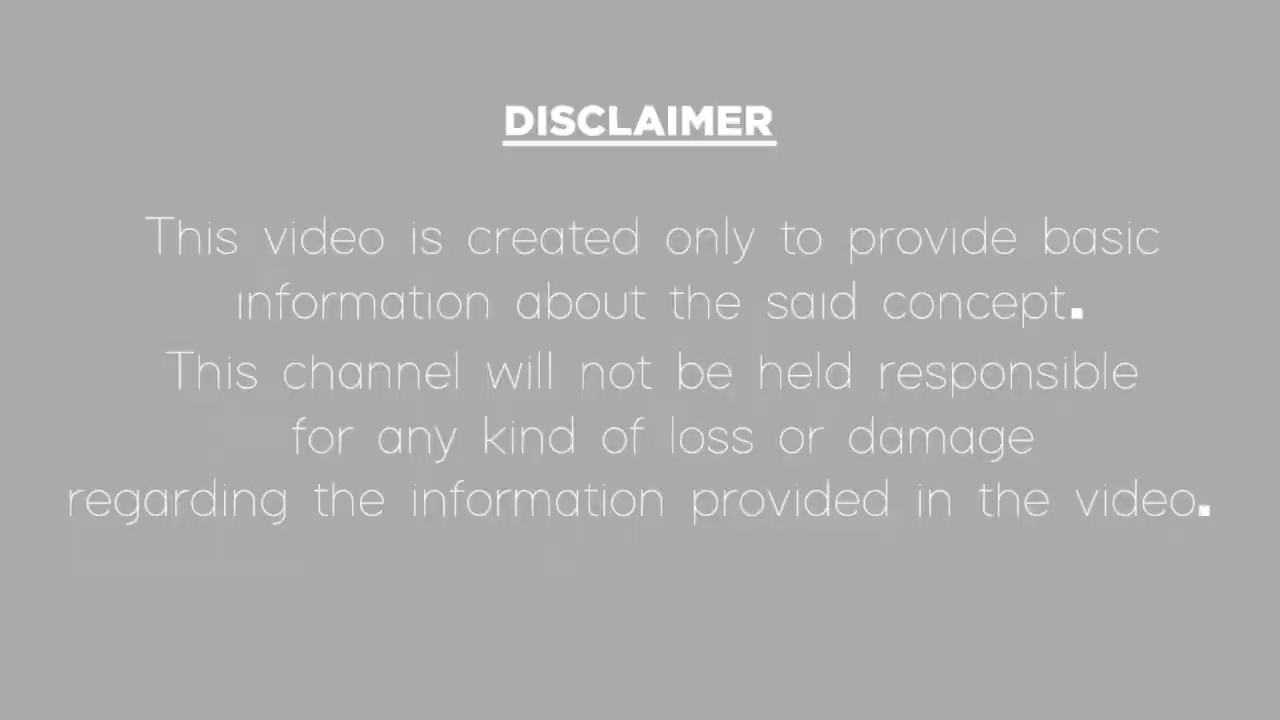 DISCLAIMER
This video is created only to provide basic
information about the said concept.
This channel will not be held responsible
for any kind of loss or damage
regarding the information provided in the video.